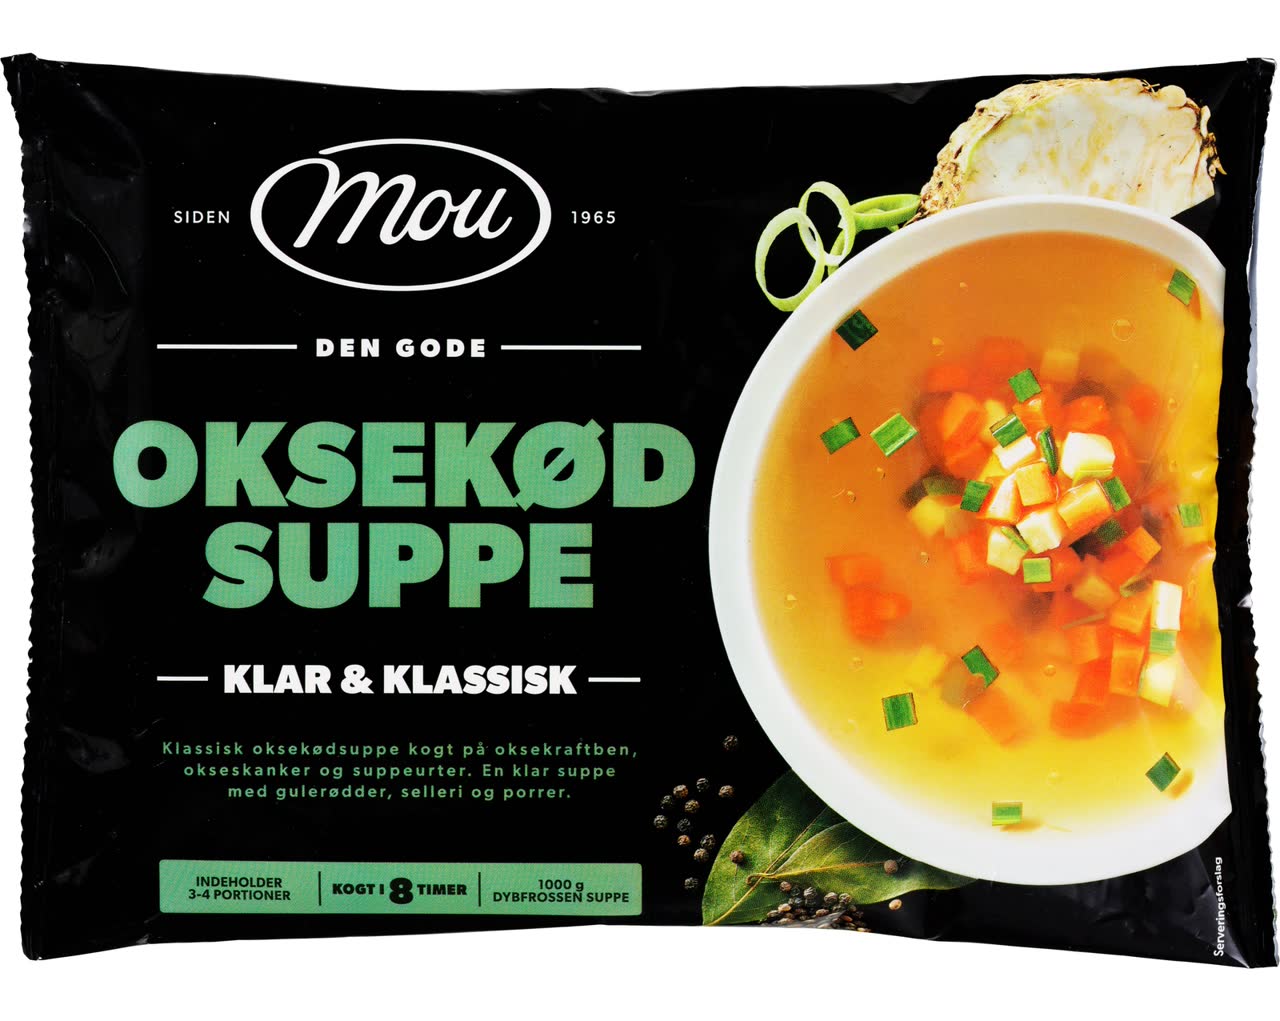 SIDEN
Mou
1965
DEN GODE
OKSEKØD
SUPPE
KLAR & KLASSISK
Klassisk oksekødsuppe kogt på oksekraftben,
okseskanker og suppeurter. En klar suppe
med gulerødder, selleri og porrer.
INDEHOLDER
3-4 PORTIONER
KOGT I 8 TIMER
1000 g
DYBFROSSEN SUPPE
Serveringsforslag